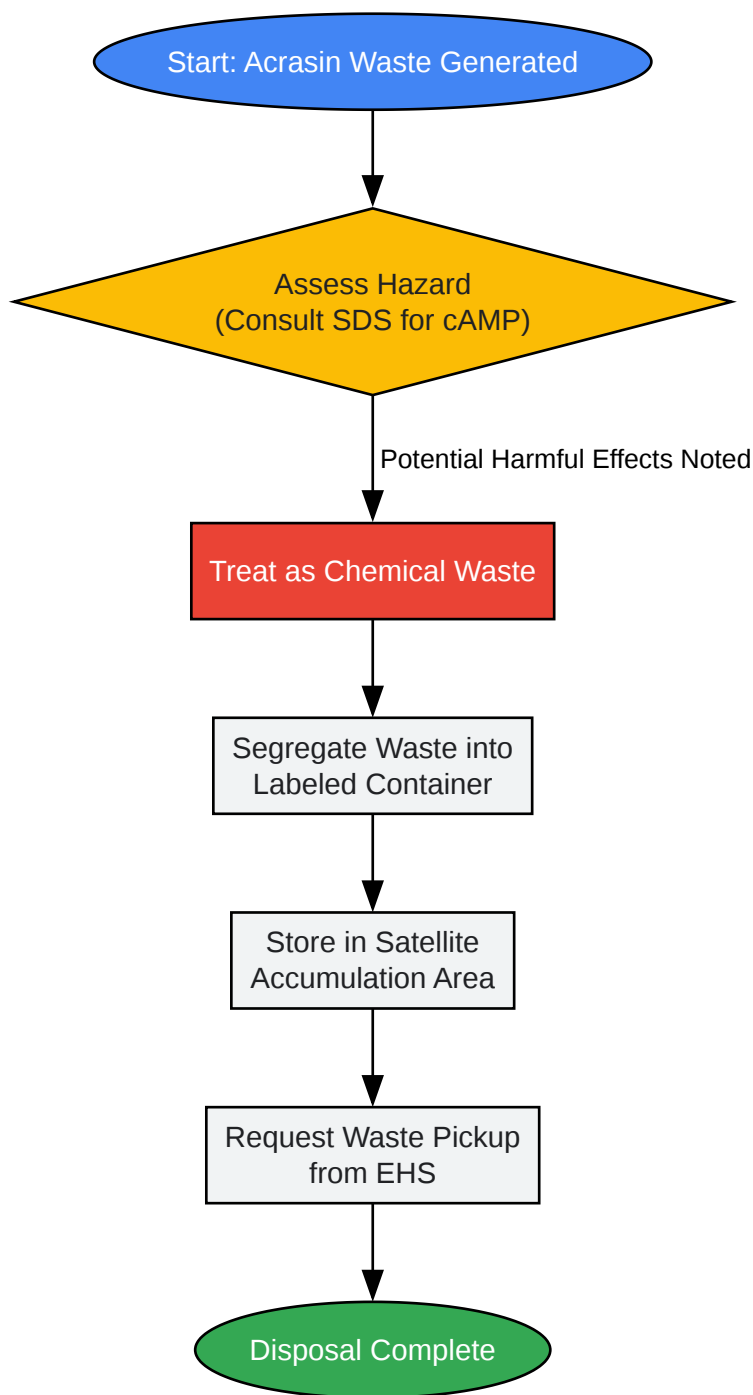 Start: Acrasin Waste Generated
Assess Hazard
(Consult SDS for cAMP)
Potential Harmful Effects Noted
Treat as Chemical Waste
Segregate Waste into
Labeled Container
Store in Satellite
Accumulation Area
Request Waste Pickup
from EHS
Disposal Complete